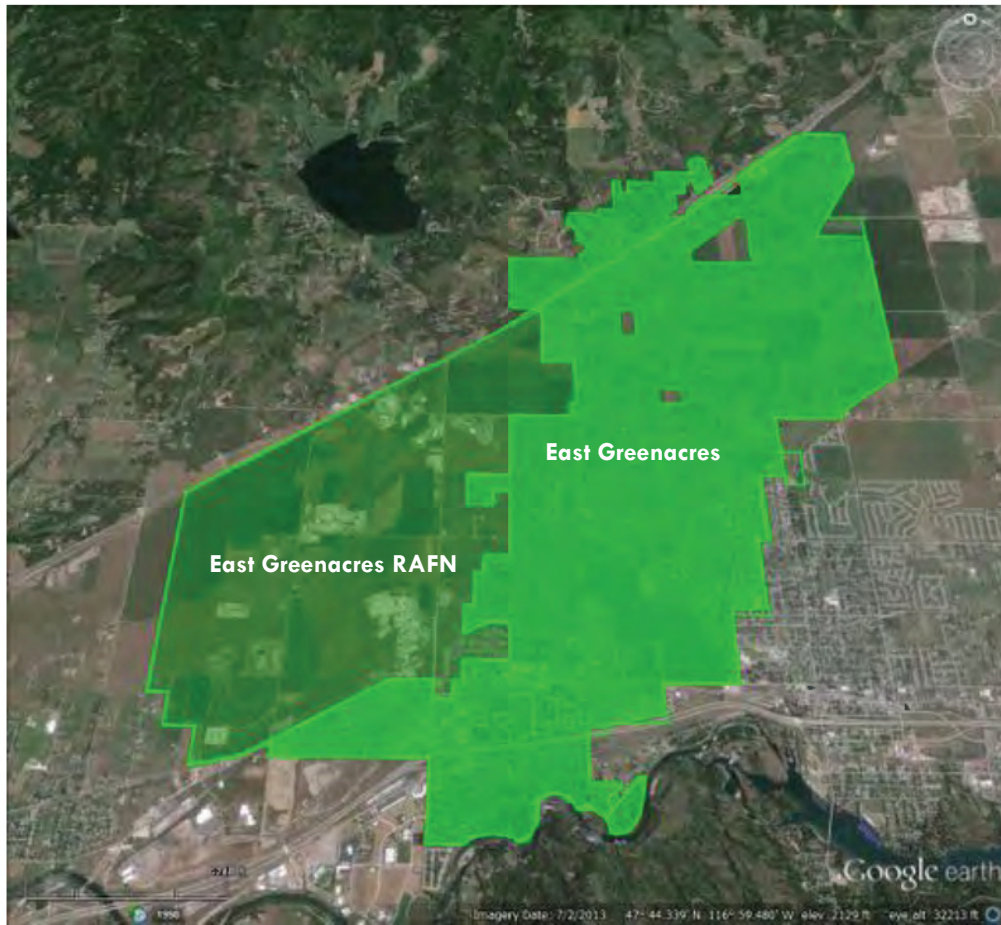 East Greenacres
East Greenacres RAFN
Google earth
1998
Imagery Date: 7/2/2013 47° 44.339' N 116° 59.480' W elev 2129 ft eye alt 32213 ft